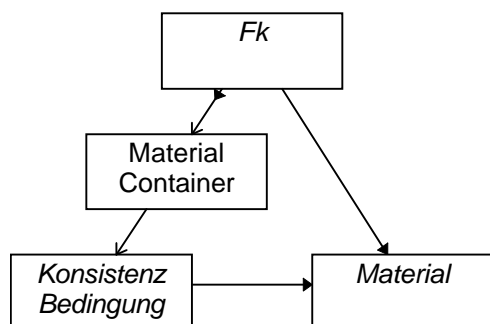 Fk
Material
Container
Konsistenz
Bedingung
Material